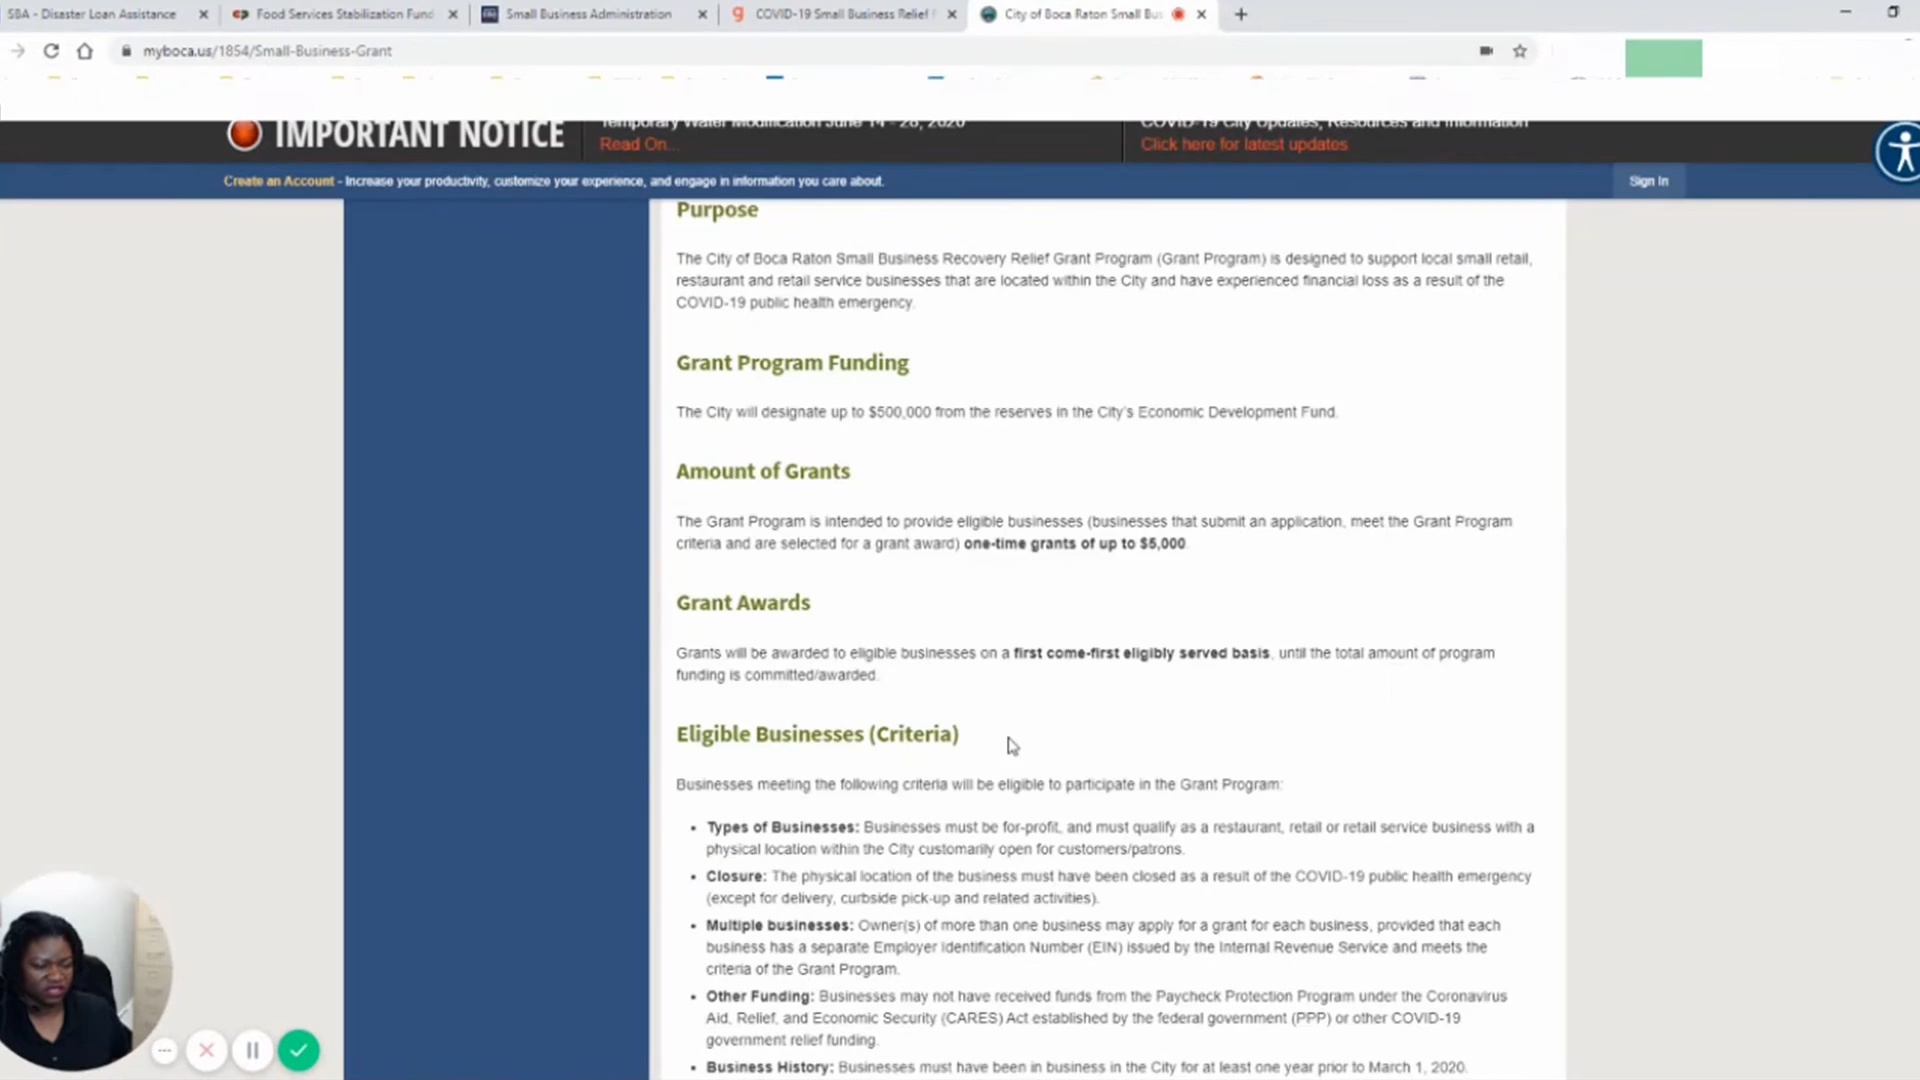 SBA - Disaster Loan Assistance
Food Services Stabilization Fund
Small Business Administration
COVID-19 Small Business Relief F
City of Boca Raton Small Bus
myboca.us/1854/Small-Business-Grant
IMPORTANT NOTICE
Temporary Water Modification June 14 - 28, 2020
Read On...
COVID-19 City Updates, Resources and Information
Click here for latest updates
Create an Account - Increase your productivity, customize your experience, and engage in information you care about.
Sign In
Purpose
The City of Boca Raton Small Business Recovery Relief Grant Program (Grant Program) is designed to support local small retail,
restaurant and retail service businesses that are located within the City and have experienced financial loss as a result of the
COVID-19 public health emergency.
Grant Program Funding
The City will designate up to $500,000 from the reserves in the City's Economic Development Fund.
Amount of Grants
The Grant Program is intended to provide eligible businesses (businesses that submit an application, meet the Grant Program
criteria and are selected for a grant award) one-time grants of up to $5,000.
Grant Awards
Grants will be awarded to eligible businesses on a first come-first eligibly served basis, until the total amount of program
funding is committed/awarded.
Eligible Businesses (Criteria)
Businesses meeting the following criteria will be eligible to participate in the Grant Program:
• Types of Businesses: Businesses must be for-profit, and must qualify as a restaurant, retail or retail service business with a
physical location within the City customarily open for customers/patrons.
• Closure: The physical location of the business must have been closed as a result of the COVID-19 public health emergency
(except for delivery, curbside pick-up and related activities).
• Multiple businesses: Owner(s) of more than one business may apply for a grant for each business, provided that each
business has a separate Employer Identification Number (EIN) issued by the Internal Revenue Service and meets the
criteria of the Grant Program.
• Other Funding: Businesses may not have received funds from the Paycheck Protection Program under the Coronavirus
Aid, Relief, and Economic Security (CARES) Act established by the federal government (PPP) or other COVID-19
government relief funding.
• Business History: Businesses must have been in business in the City for at least one year prior to March 1, 2020.